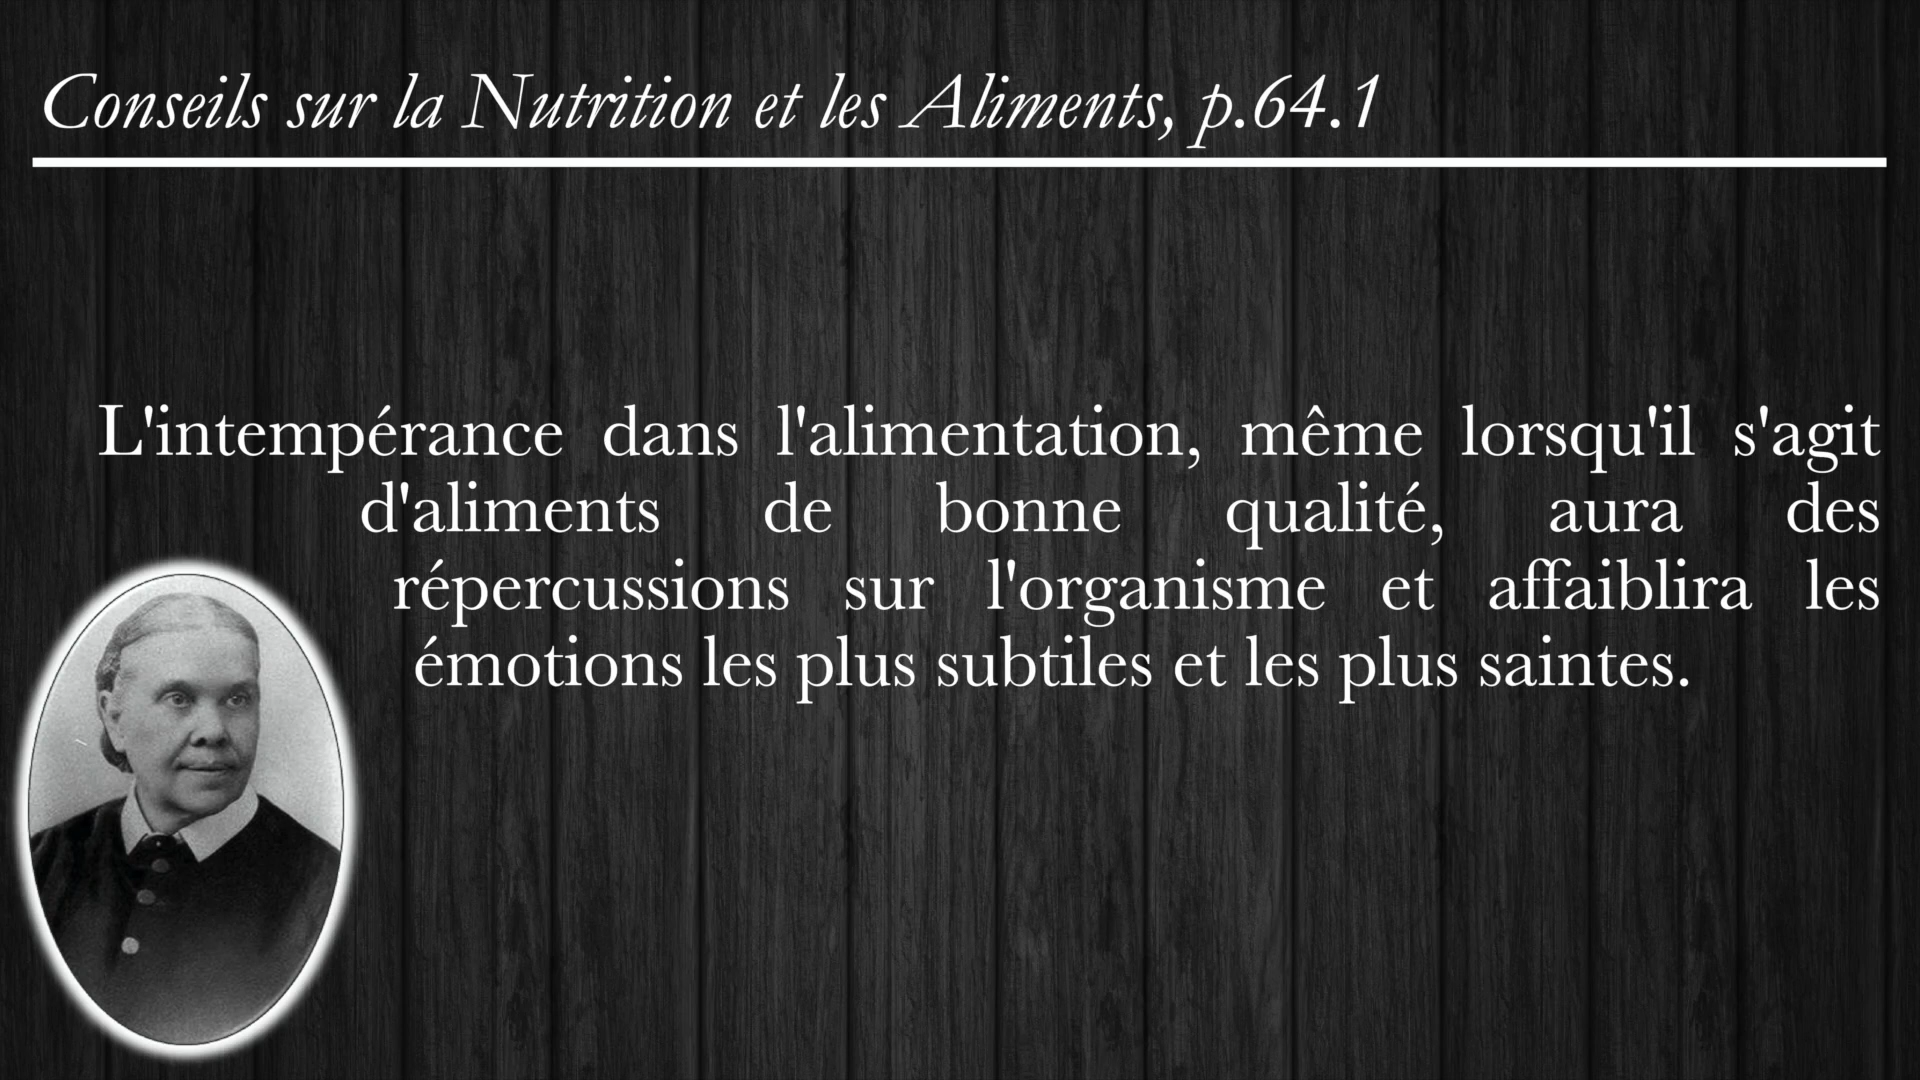 Conseils sur la Nutrition et les Aliments, p.64.1
L'intempérance dans l'alimentation, même lorsqu'il s'agit
d'aliments de bonne qualité, aura des
répercussions sur l'organisme et affaiblira les
émotions les plus subtiles et les plus saintes.